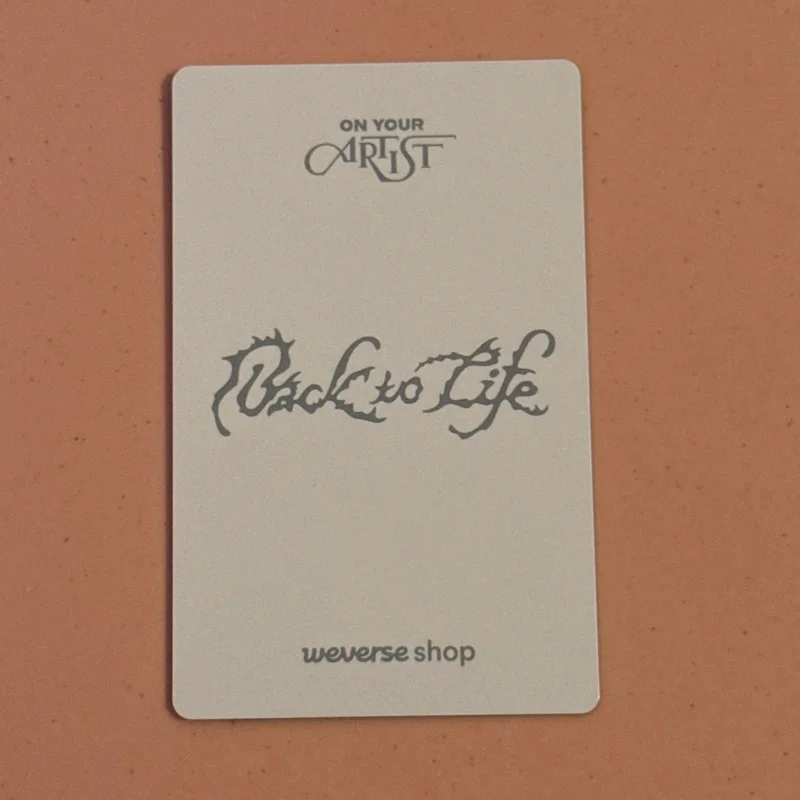 ON YOUR
ARTIST
Back to Life
weverse shop